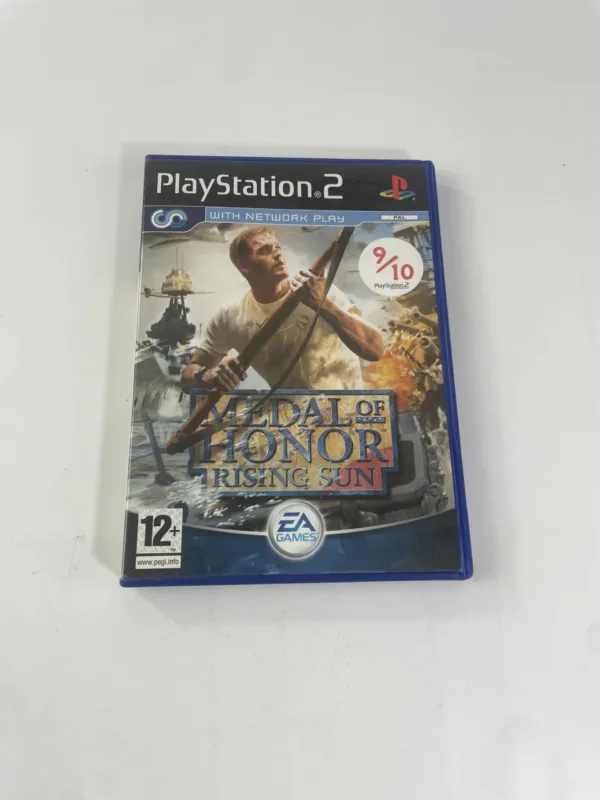 PlayStation®2
WITH NETWORK PLAY
PAL
9/10
PlayStation 2
MEDAL OF
HONOR
RISING SUN
12+
www.pegi.info
EA
GAMES